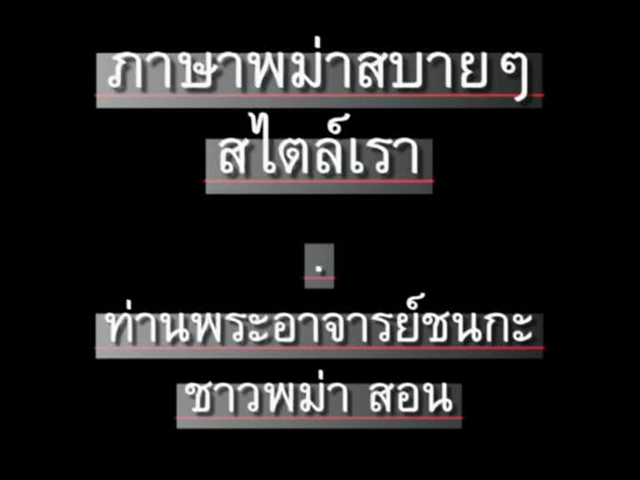 ภาษาพม่าสบายๆ
สไตล์เรา
.
ท่านพระอาจารย์ชนกะ
ชาวพม่า สอน